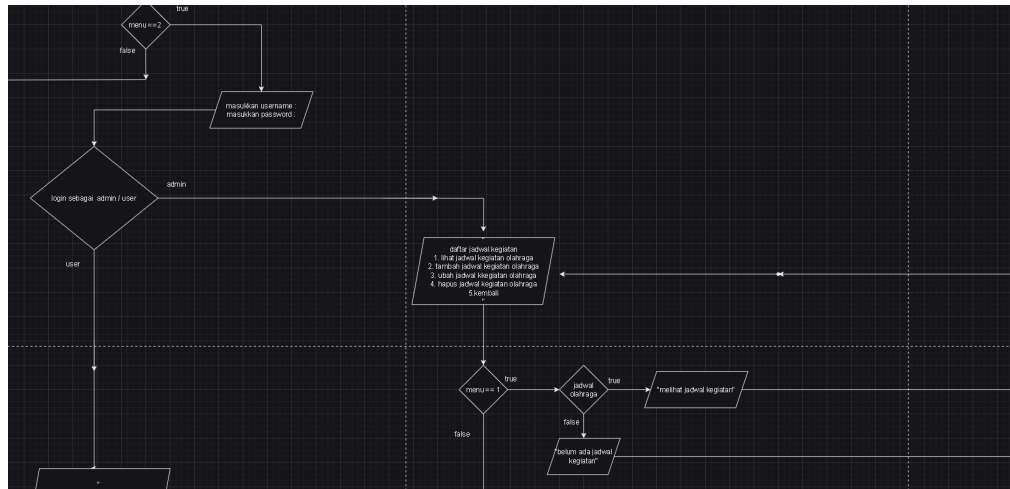 true
menu ==2
false
masukkan username :
masukkan password :
login sebagai admin / user
admin
user
"
daftar jadwal kegiatan
1. lihat jadwal kegiatan olahraga
2. tambah jadwal kegiatan olahraga
3. ubah jadwal kkegiatan olahraga
4. hapus jadwal kegiatan olahraga
5.kembali
"
menu == 1
true
false
jadwal
olahraga
true
false
"melihat jadwal kegiatan"
"belum ada jadwal
kegiatan"
"